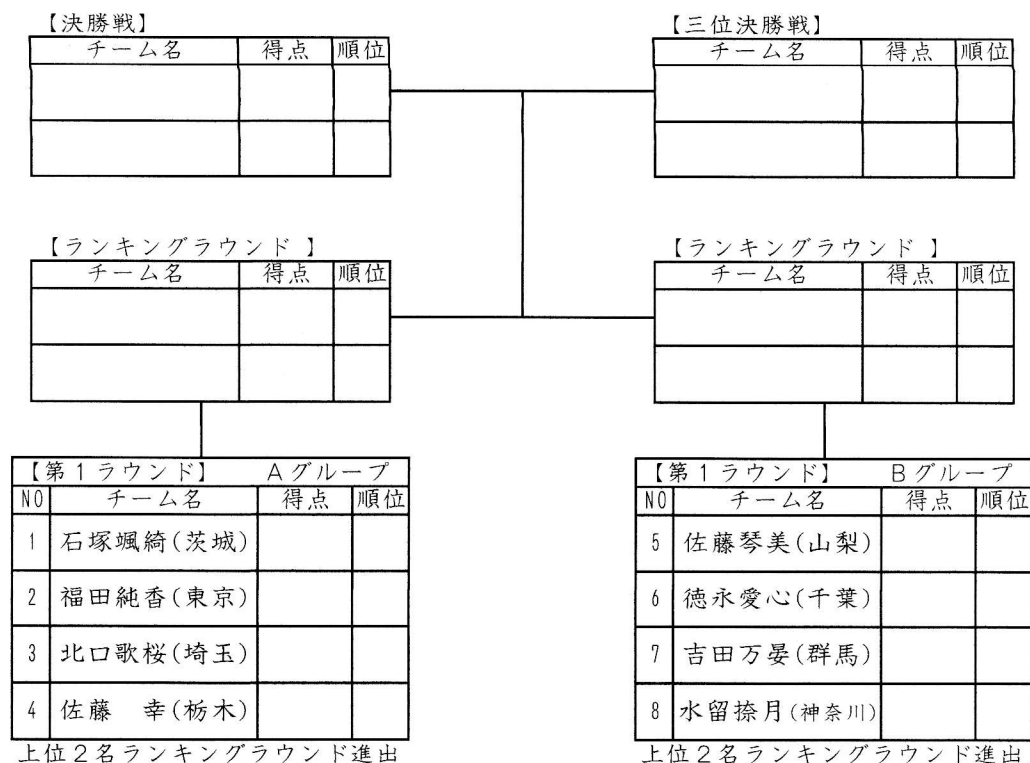 【決勝戦】
チーム名 得点 順位
【三位決勝戦】
チーム名 得点 順位
【ランキングラウンド 】
チーム名 得点 順位
【ランキングラウンド 】
チーム名 得点 順位
【第1ラウンド】 Aグループ
NO チーム名 得点 順位
1 石塚颯綺(茨城)
2 福田純香(東京)
3 北口歌桜(埼玉)
4 佐藤 幸(栃木)
上位2名ランキングラウンド進出
【第1ラウンド】 Bグループ
NO チーム名 得点 順位
5 佐藤琴美(山梨)
6 徳永愛心(千葉)
7 吉田万晏(群馬)
8 水留捺月(神奈川)
上位2名ランキングラウンド進出